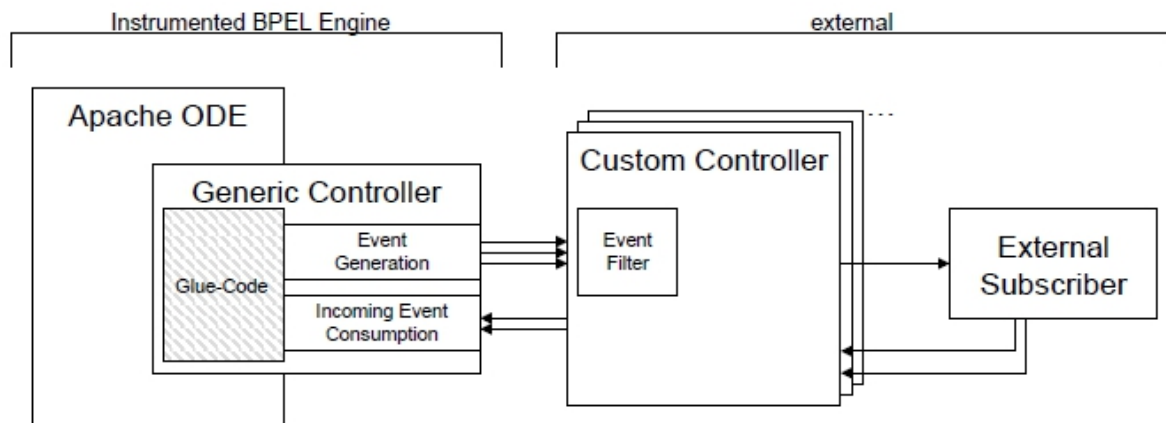 Instrumented BPEL Engine
external
Apache ODE
Generic Controller
Glue-Code
Event
Generation
Incoming Event
Consumption
Custom Controller
Event
Filter
...
External
Subscriber